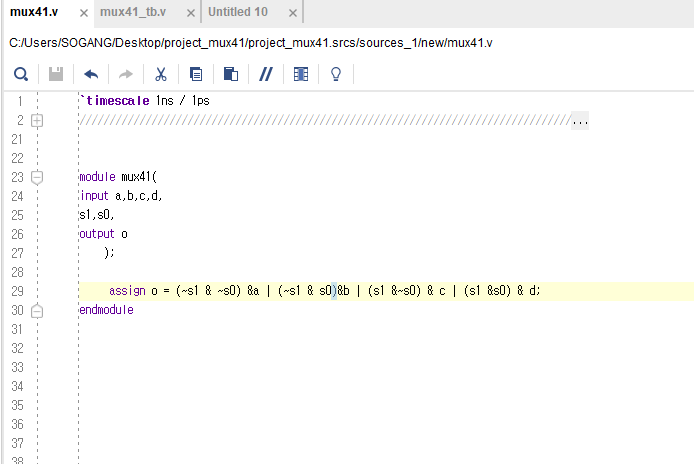 mux41.v × mux41_tb.v × Untitled 10 ×
C:/Users/SOGANG/Desktop/project_mux41/project_mux41.srcs/sources_1/new/mux41.v
1 `timescale 1ns / 1ps
2 //////////////////////////////////////////////////////////////////////////////////...
21
22
23 module mux41(
24 input a,b,c,d,
25 s1,s0,
26 output o
27 );
28
29 assign o = (~s1 & ~s0) &a | (~s1 & s0)&b | (s1 &~s0) & c | (s1 &s0) & d;
30 endmodule
31
32
33
34
35
36
37
38